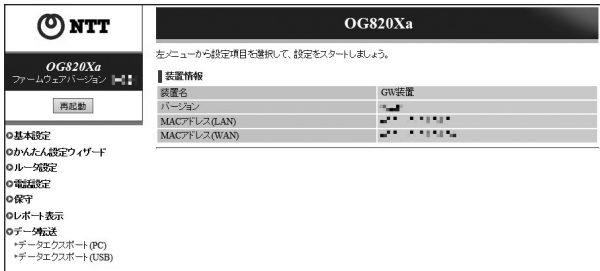 NTT
OG820Xa
ファームウェアバージョン
再起動
基本設定
かんたん設定ウィザード
ルータ設定
電話設定
保守
レポート表示
データ転送
データエクスポート(PC)
データエクスポート(USB)
OG820Xa
左メニューから設定項目を選択して、設定をスタートしましょう。
装置情報
装置名 GW装置
バージョン
MACアドレス(LAN)
MACアドレス(WAN)